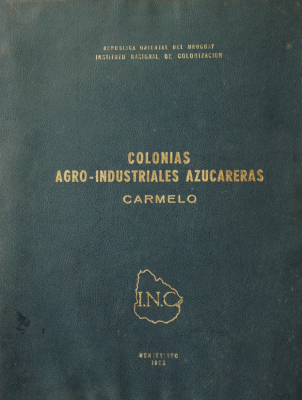 REPUBLICA ORIENTAL DEL URUGUAY
INSTITUTO NACIONAL DE COLONIZACION
COLONIAS
AGRO-INDUSTRIALES AZUCARERAS
CARMELO
I.N.C.
MONTEVIDEO